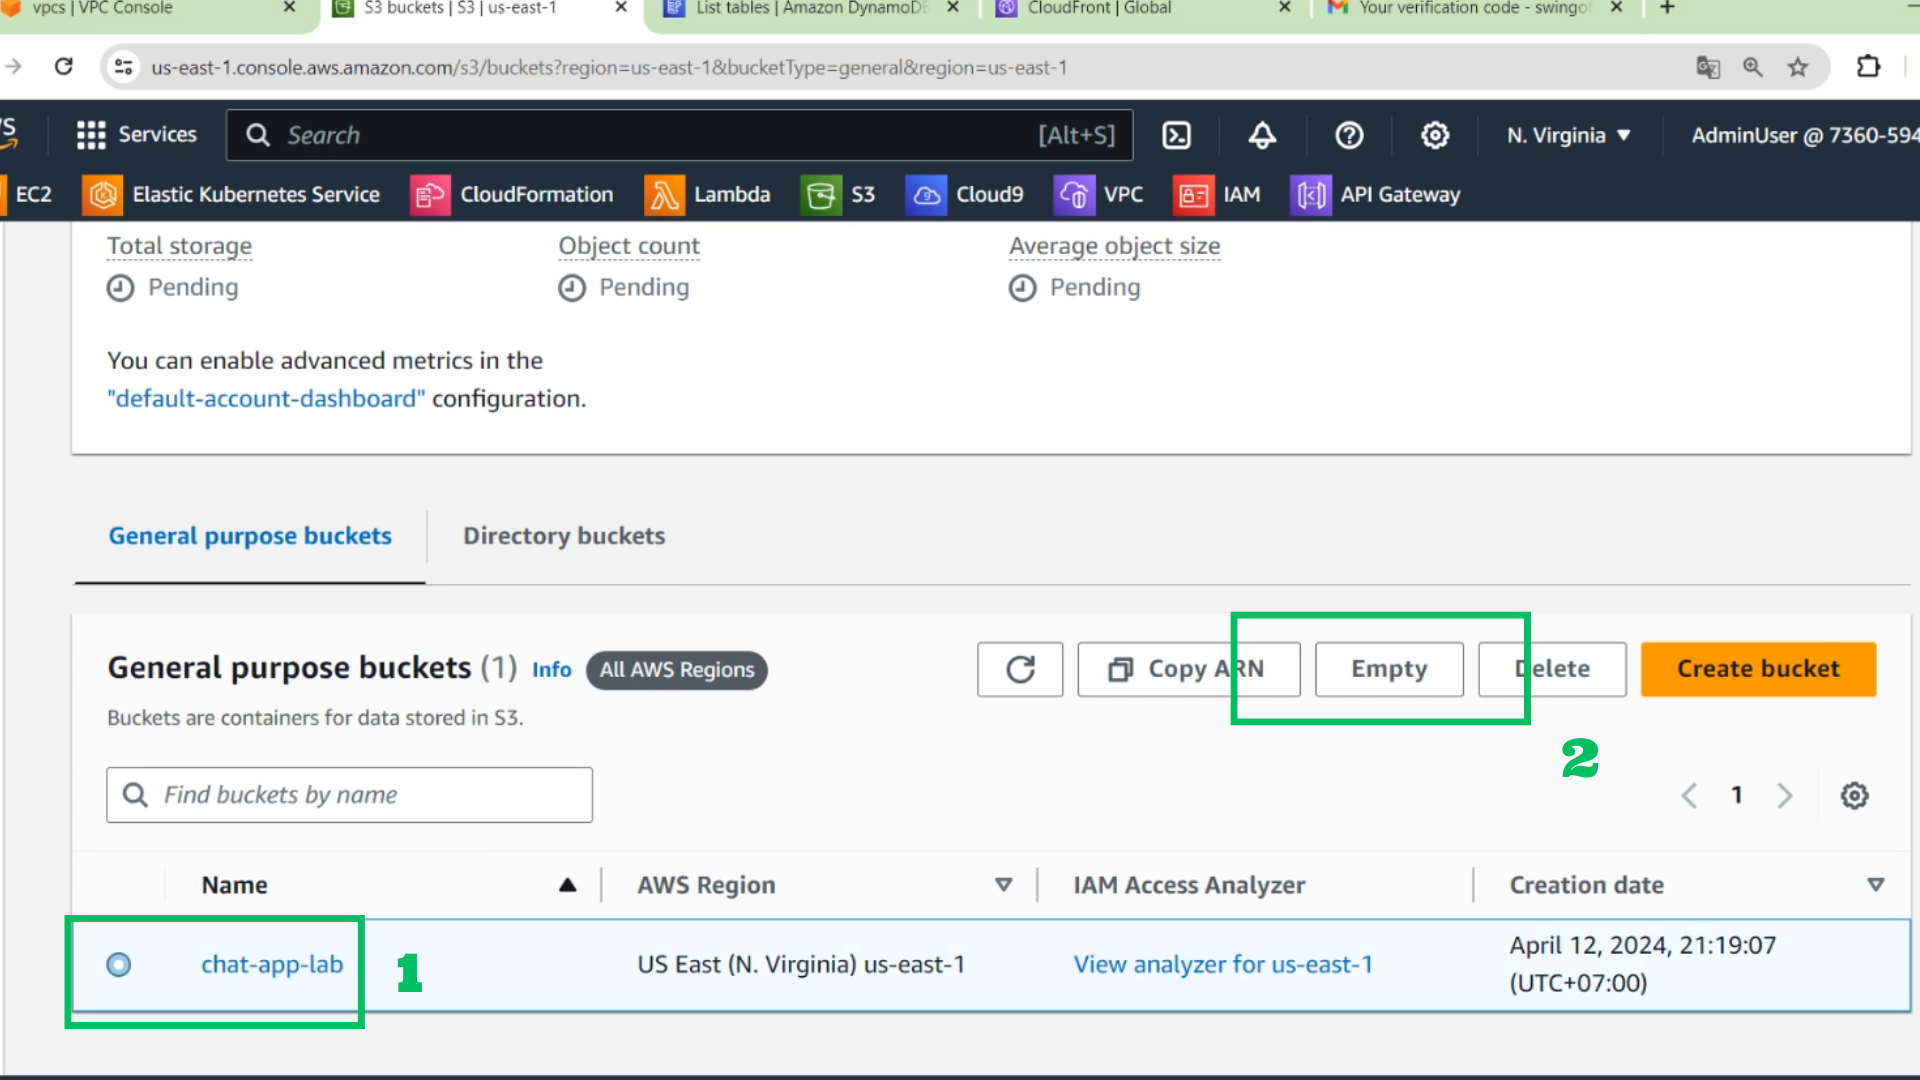 vpcs | VPC Console
S3 buckets | S3 | us-east-1
List tables | Amazon DynamoDB
CloudFront | Global
Your verification code - swingof
us-east-1.console.aws.amazon.com/s3/buckets?region=us-east-1&bucketType=general&region=us-east-1
Services
Search
[Alt+S]
N. Virginia
AdminUser @ 7360-594
EC2
Elastic Kubernetes Service
CloudFormation
Lambda
S3
Cloud9
VPC
IAM
API Gateway
Total storage
Object count
Average object size
Pending
Pending
Pending
You can enable advanced metrics in the
"default-account-dashboard" configuration.
General purpose buckets
Directory buckets
General purpose buckets (1) Info
All AWS Regions
Copy ARN
Empty
Delete
Create bucket
Buckets are containers for data stored in S3.
2
Find buckets by name
1
Name
AWS Region
IAM Access Analyzer
Creation date
chat-app-lab
1
US East (N. Virginia) us-east-1
View analyzer for us-east-1
April 12, 2024, 21:19:07
(UTC+07:00)